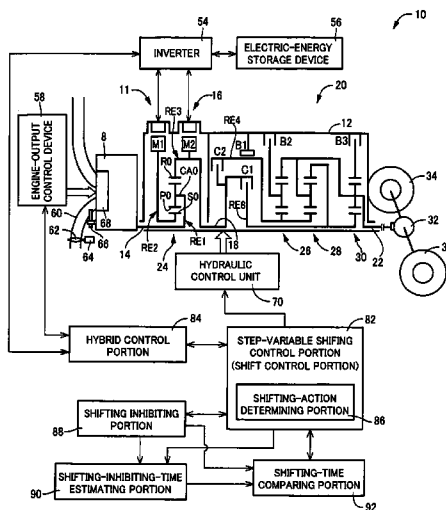 10
54
56
INVERTER
ELECTRIC-ENERGY
STORAGE DEVICE
58
ENGINE-OUTPUT
CONTROL DEVICE
11
16
20
RE3
8
M1
M2
12
RE4
B1
B2
B3
C2
C1
R0
CA0
P0
S0
RE8
34
32
60
62
64
68
66
14
RE2
24
RE1
18
26
28
30
22
HYDRAULIC
CONTROL UNIT
70
84
HYBRID CONTROL
PORTION
82
STEP-VARIABLE SHIFING
CONTROL PORTION
(SHIFT CONTROL PORTION)
SHIFTING-ACTION
DETERMINING PORTION
86
SHIFTING INHIBITING
PORTION
88
SHIFTING-INHIBITING-TIME
ESTIMATING PORTION
90
SHIFTING-TIME
COMPARING PORTION
92